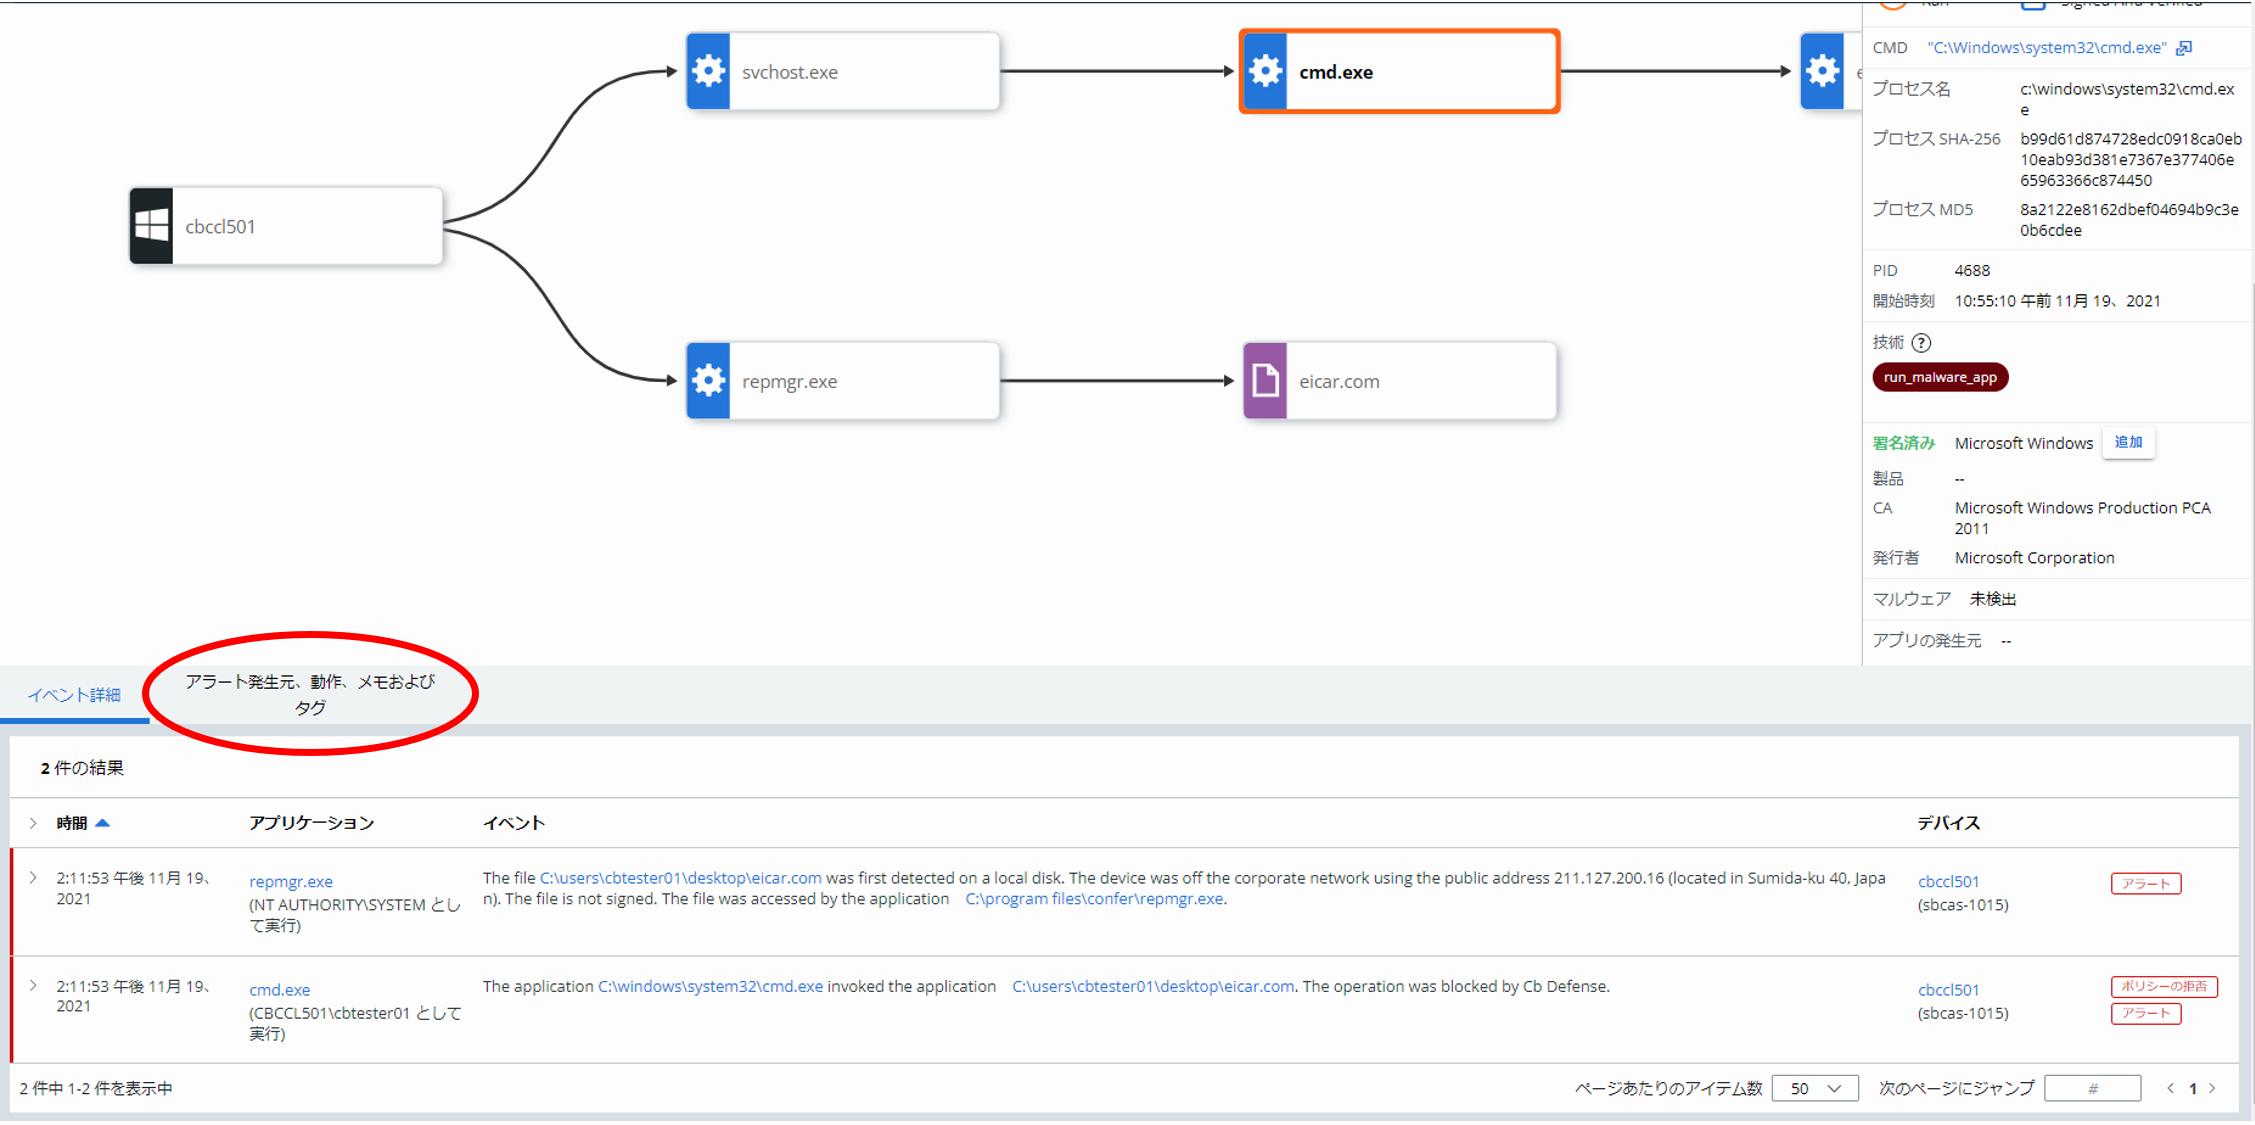 Run Signed And Verified
svchost.exe
cmd.exe
e
cbccl501
repmgr.exe
eicar.com
CMD "C:\Windows\system32\cmd.exe"
プロセス名 c:\windows\system32\cmd.ex
e
プロセス SHA-256 b99d61d874728edc0918ca0eb
10eab93d381e7367e377406e
65963366c874450
プロセス MD5 8a2122e8162dbef04694b9c3e
0b6cdee
PID 4688
開始時刻 10:55:10 午前 11月 19、2021
技術 ?
run_malware_app
署名済み Microsoft Windows 追加
製品 --
CA Microsoft Windows Production PCA
2011
発行者 Microsoft Corporation
マルウェア 未検出
アプリの発生元 --
イベント詳細
アラート発生元、動作、メモおよび
タグ
2 件の結果
時間 アプリケーション イベント デバイス
2:11:53 午後 11月 19、
2021
repmgr.exe
(NT AUTHORITY\SYSTEM とし
て実行)
The file C:\users\cbtester01\desktop\eicar.com was first detected on a local disk. The device was off the corporate network using the public address 211.127.200.16 (located in Sumida-ku 40, Japa
n). The file is not signed. The file was accessed by the application C:\program files\confer\repmgr.exe.
cbccl501
(sbcas-1015)
アラート
2:11:53 午後 11月 19、
2021
cmd.exe
(CBCCL501\cbtester01 として
実行)
The application C:\windows\system32\cmd.exe invoked the application C:\users\cbtester01\desktop\eicar.com. The operation was blocked by Cb Defense.
cbccl501
(sbcas-1015)
ポリシーの拒否
アラート
2 件中 1-2 件を表示中
ページあたりのアイテム数 50 次のページにジャンプ # 1